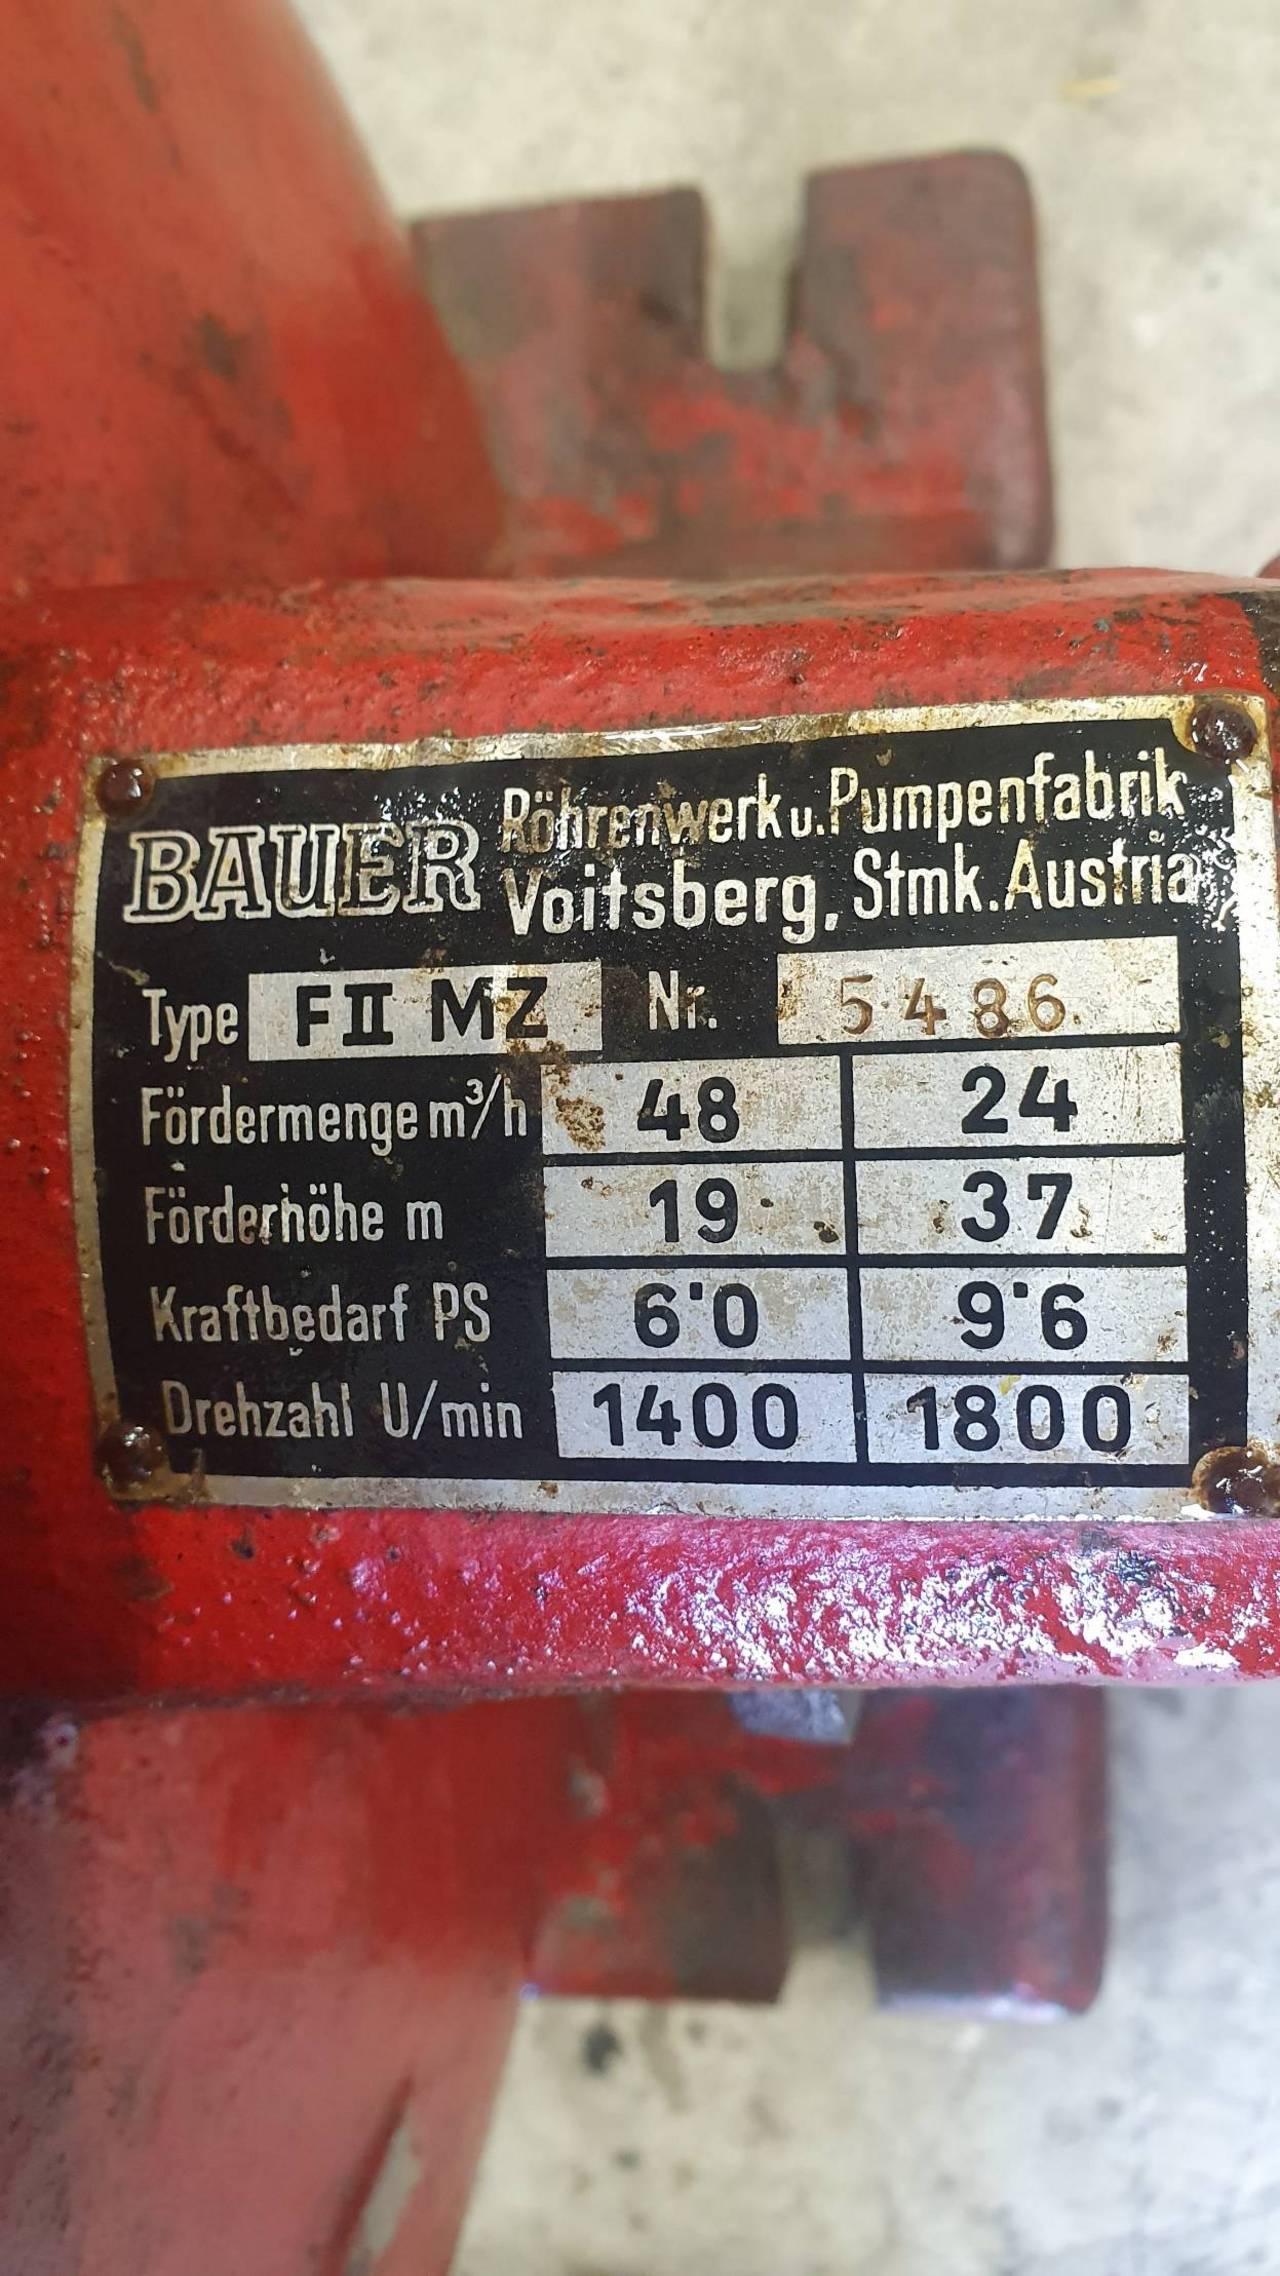 BAUER Röhrenwerk u. Pumpenfabrik
Voitsberg, Stmk. Austria
Type F II MZ Nr. 5486
Fördermenge m³/h 48 24
Förderhöhe m 19 37
Kraftbedarf PS 6·0 9·6
Drehzahl U/min 1400 1800